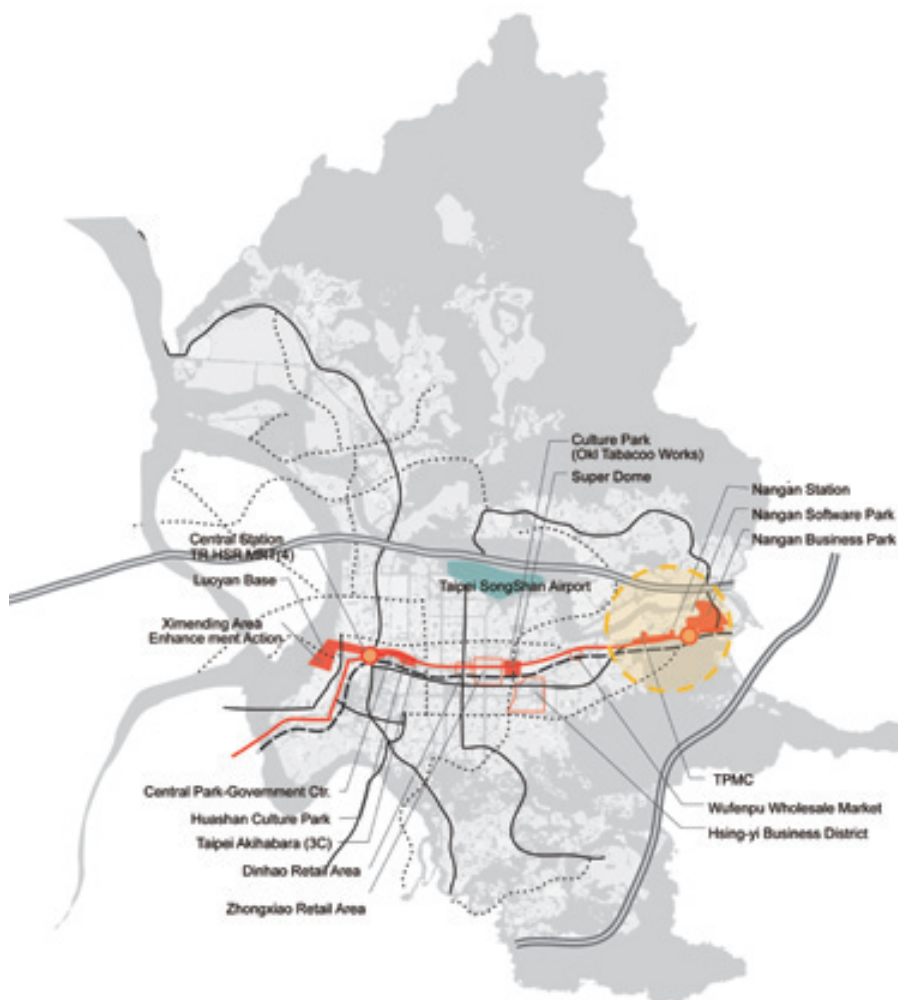 Culture Park
(Okl Tabacoo Works)
Super Dome
Nangan Station
Nangan Software Park
Nangan Business Park
Central Station
TR.HSR.MRT(4)
Luoyan Base
Taipei SongShan Airport
Ximending Area
Enhance ment Action
Central Park-Government Ctr.
Huashan Culture Park
Taipei Akihabara (3C)
Dinhao Retail Area
Zhongxiao Retail Area
TPMC
Wufenpu Wholesale Market
Hsing-yi Business District